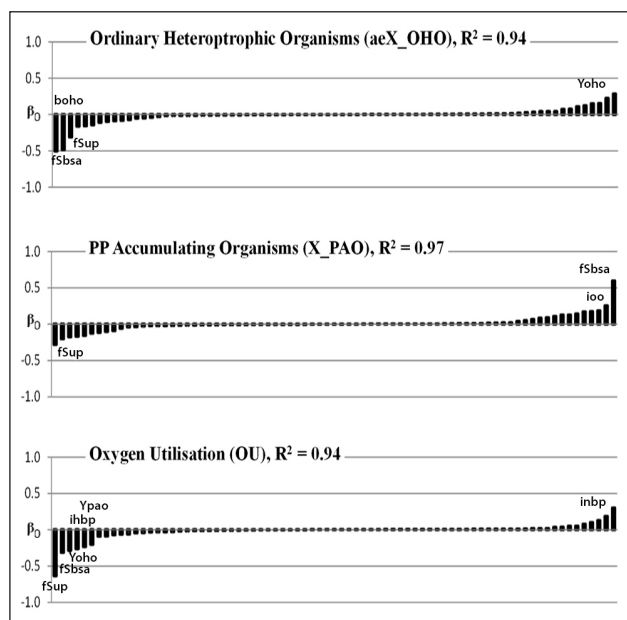 Ordinary Heteroptrophic Organisms (aeX_OHO), R² = 0.94
1.0
0.5
β 0
-0.5
-1.0
boho
fSup
fSbsa
Yoho
PP Accumulating Organisms (X_PAO), R² = 0.97
1.0
0.5
β 0
-0.5
-1.0
fSup
fSbsa
ioo
Oxygen Utilisation (OU), R² = 0.94
1.0
0.5
β 0
-0.5
-1.0
Ypao
ihbp
Yoho
fSbsa
fSup
inbp